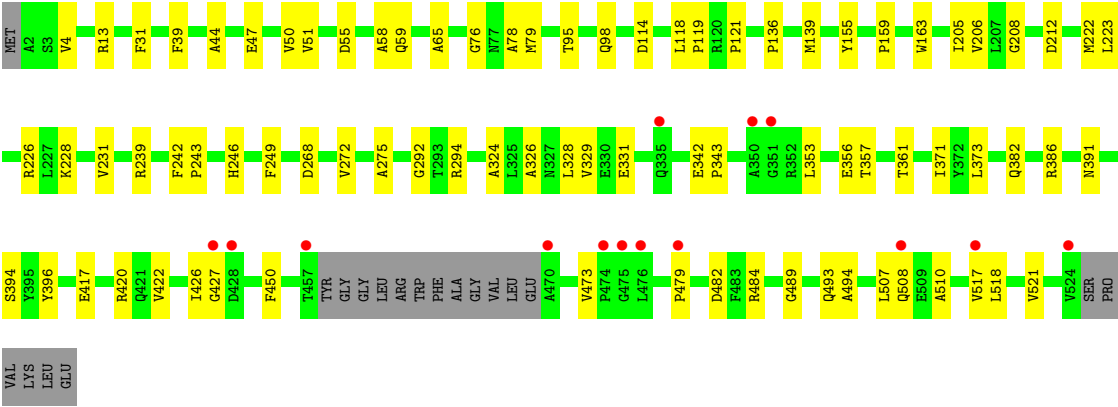 MET A2 S3 V4 R13 F31 F39 A44 E47 V50 V51 D55 A58 Q59 A65 G76 N77 A78 M79 T95 Q98 D114 L118 P119 R120 P121 P136 M139 Y155 P159 W163 I205 V206 L207 G208 D212 M222 L223
R226 L227 K228 V231 R239 F242 P243 H246 F249 D268 V272 A275 G292 T293 R294 A324 L325 A326 N327 L328 V329 E330 E331 Q335 E342 P343 A350 G351 R352 L353 E356 T357 T361 I371 Y372 L373 Q382 R386 N391
S394 Y395 Y396 E417 R420 Q421 V422 I426 G427 D428 F450 T457 TYR GLY GLY LEU ARG TRP PHE ALA GLY VAL LEU GLU A470 V473 P474 G475 L476 P479 D482 F483 R484 G489 Q493 A494 L507 Q508 E509 A510 V517 L518 V521 V524 SER PRO
VAL LYS LEU GLU